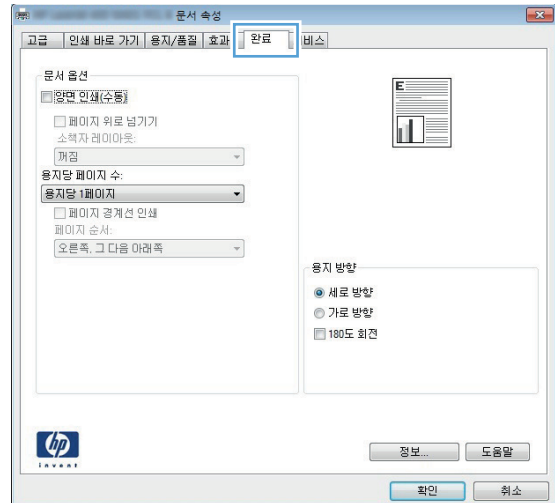 문서 속성
고급 인쇄 바로 가기 용지/품질 효과 완료 비스
문서 옵션
양면 인쇄(수동)
페이지 위로 넘기기
소책자 레이아웃:
꺼짐
용지당 페이지 수:
용지당 1페이지
페이지 경계선 인쇄
페이지 순서:
오른쪽, 그 다음 아래쪽
E
용지 방향
세로 방향
가로 방향
180도 회전
hp
invent
정보... 도움말
확인 취소